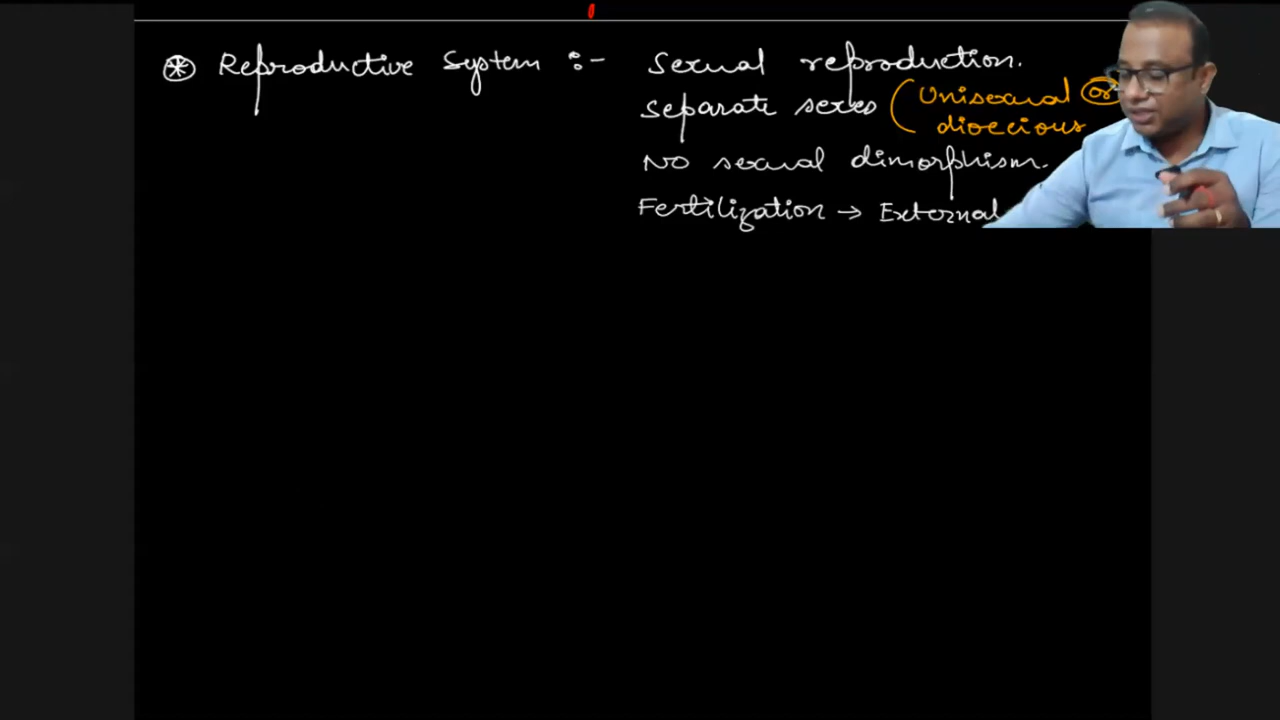 * Reproductive System :- Sexual reproduction.
Separate sexes (Unisexual or
dioecious
No sexual dimorphism.
Fertilization → External